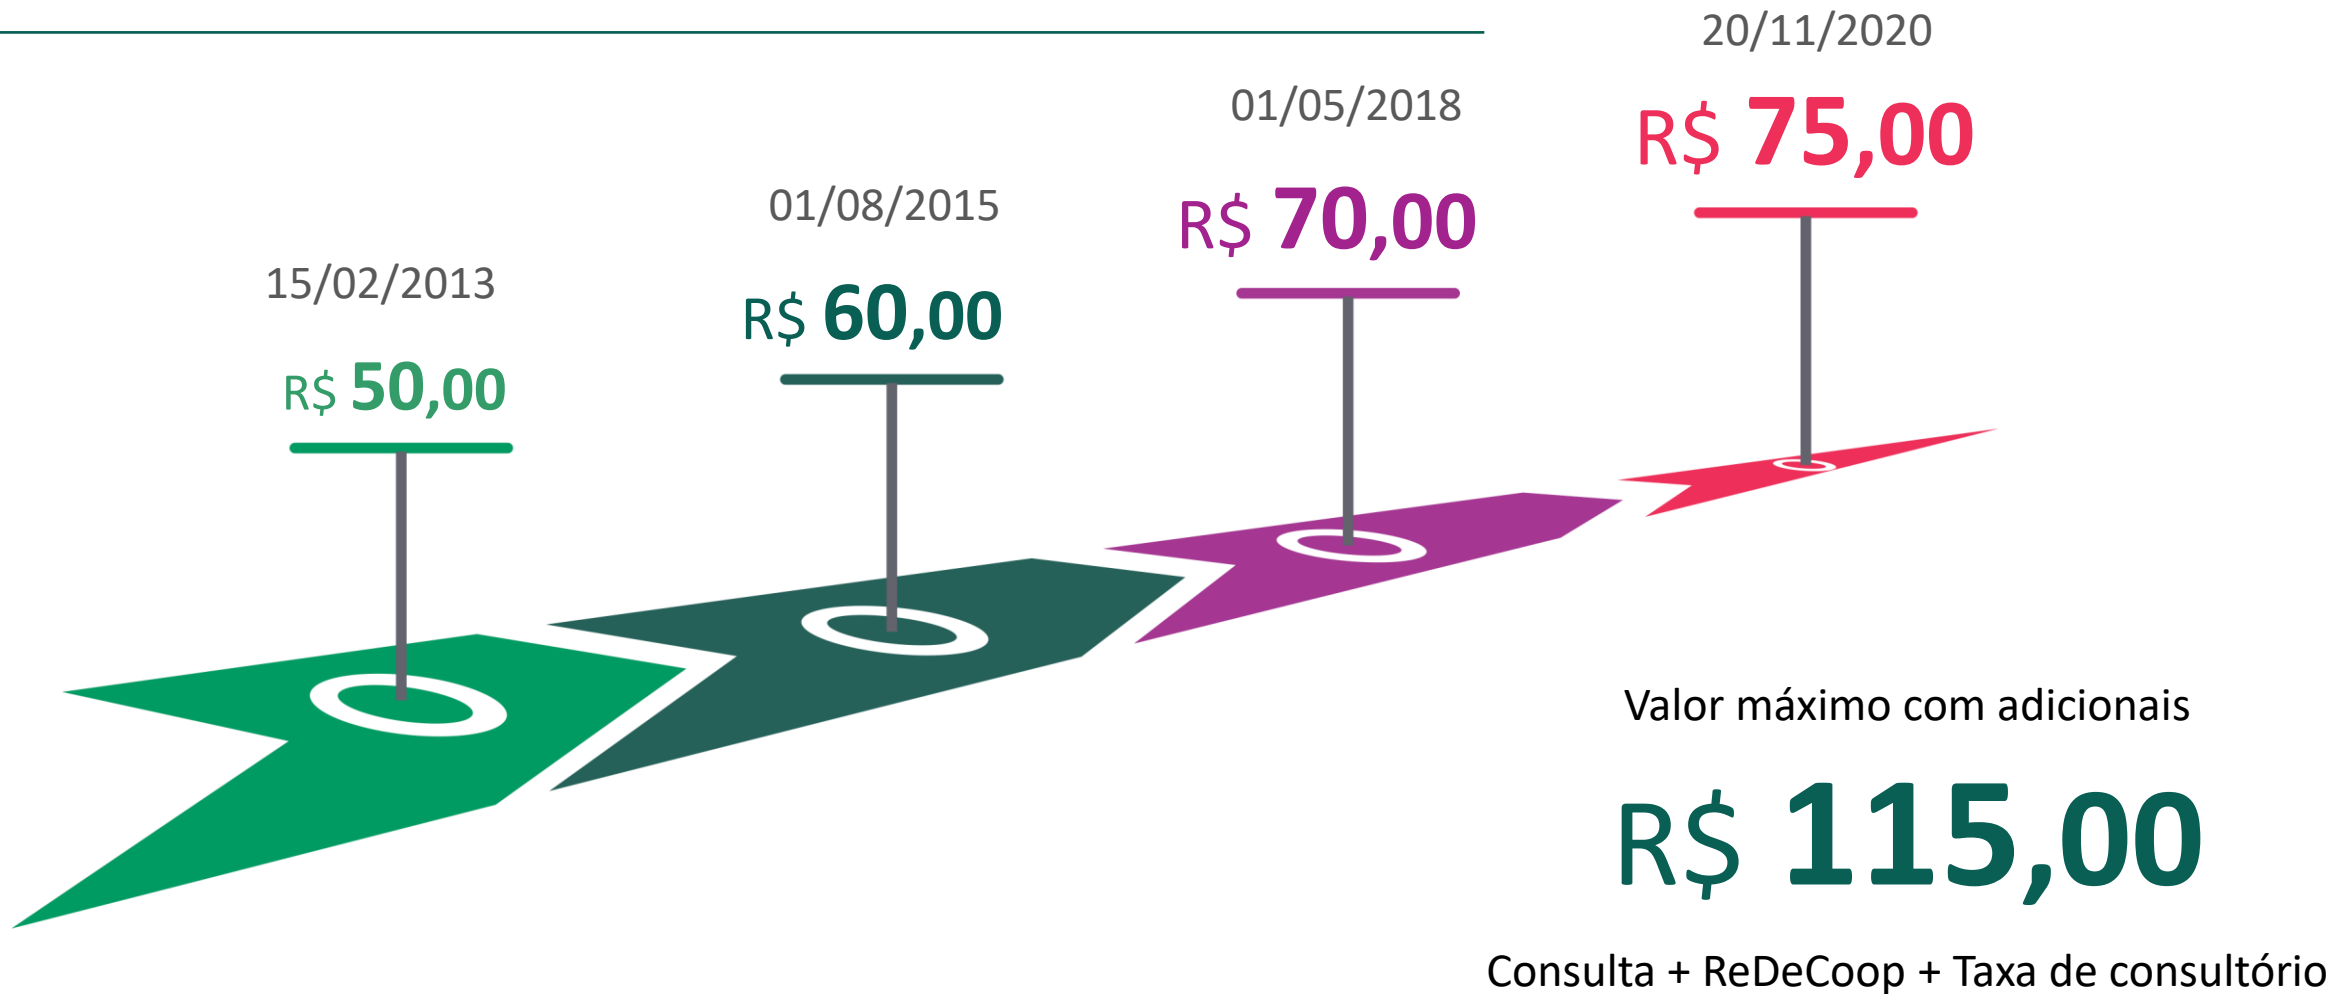 15/02/2013
R$ 50,00
01/08/2015
R$ 60,00
01/05/2018
R$ 70,00
20/11/2020
R$ 75,00
Valor máximo com adicionais
R$ 115,00
Consulta + ReDeCoop + Taxa de consultório